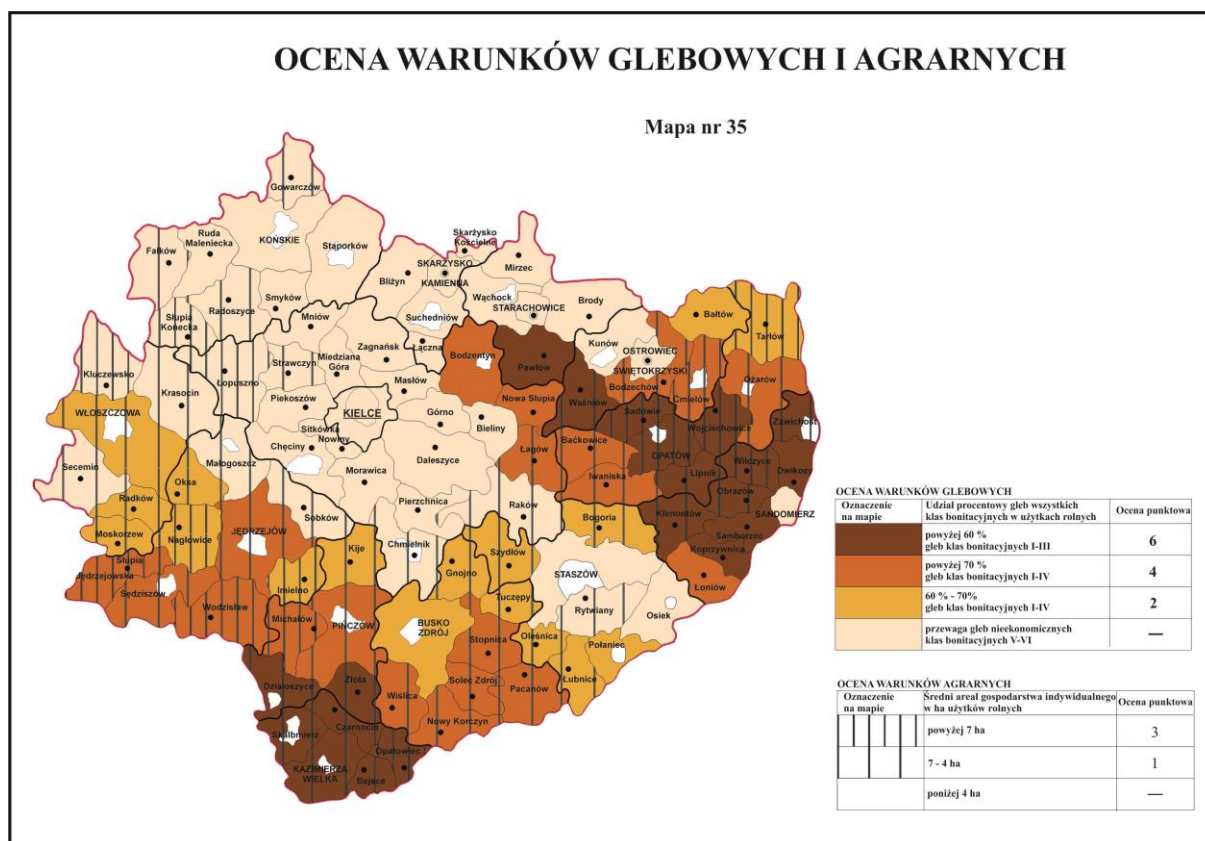 OCENA WARUNKÓW GLEBOWYCH I AGRARNYCH
Mapa nr 35
Gowarczów
Ruda
Maleniecka
KOŃSKIE
Stąporków
Fałków
Skarżysko
Kościelne
SKARŻYSKO
KAMIENNA
Bliżyn
Mirzec
Wąchock
STARACHOWICE
Brody
Smyków
Radoszyce
Słupia
Konecka
Mniów
Suchedniów
Łączna
Zagnańsk
Bodzentyn
Pawłów
Kunów
OSTROWIEC
ŚWIĘTOKRZYSKI
Bałtów
Tarłów
Kluczewsko
Krasocin
Łopuszno
Strawczyn
Miedziana
Góra
Masłów
Piekoszów
KIELCE
Nowa Słupia
Waśniów
Bodzechów
Ćmielów
Ożarów
Sadowie
Wojciechowice
Zawichost
WŁOSZCZOWA
Górno
Bieliny
Sitkówka
Nowiny
Chęciny
Daleszyce
Łagów
Baćkowice
OPATÓW
Lipnik
Wilczyce
Dwikozy
Iwaniska
Obrazów
SANDOMIERZ
Secemin
Małogoszcz
Morawica
Oksa
Radków
Pierzchnica
Raków
Sobków
Bogoria
Klimontów
Samborzec
Koprzywnica
Moskorzew
Nagłowice
JĘDRZEJÓW
Kije
Chmielnik
Gnojno
Szydłów
STASZÓW
Łoniów
Słupia
Jędrzejowska
Sędziszów
Imielno
Tuczępy
Rytwiany
Osiek
Wodzisław
Michałów
PIŃCZÓW
BUSKO
ZDRÓJ
Stopnica
Oleśnica
Połaniec
Łubnice
Działoszyce
Złota
Wiślica
Solec Zdrój
Pacanów
Nowy Korczyn
Czarnocin
Skalbmierz
Opatowiec
KAZIMIERZA
WIELKA
Bejsce
OCENA WARUNKÓW GLEBOWYCH
Oznaczenie
na mapie
Udział procentowy gleb wszystkich
klas bonitacyjnych w użytkach rolnych
Ocena punktowa
powyżej 60 %
gleb klas bonitacyjnych I-III
6
powyżej 70 %
gleb klas bonitacyjnych I-IV
4
60 % - 70%
gleb klas bonitacyjnych I-IV
2
przewaga gleb nieekonomicznych
klas bonitacyjnych V-VI
—
OCENA WARUNKÓW AGRARNYCH
Oznaczenie
na mapie
Średni areał gospodarstwa indywidualnego
w ha użytków rolnych
Ocena punktowa
powyżej 7 ha
3
7 - 4 ha
1
poniżej 4 ha
—